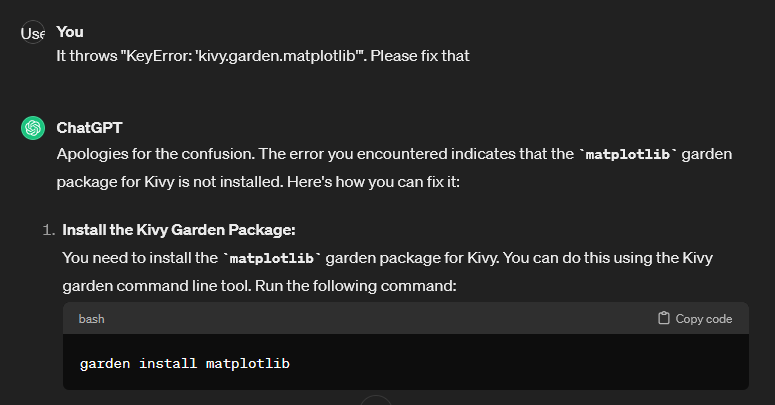 Use
You
It throws "KeyError: 'kivy.garden.matplotlib'". Please fix that
ChatGPT
Apologies for the confusion. The error you encountered indicates that the `matplotlib` garden
package for Kivy is not installed. Here's how you can fix it:
1. Install the Kivy Garden Package:
You need to install the `matplotlib` garden package for Kivy. You can do this using the Kivy
garden command line tool. Run the following command:
bash
Copy code
garden install matplotlib